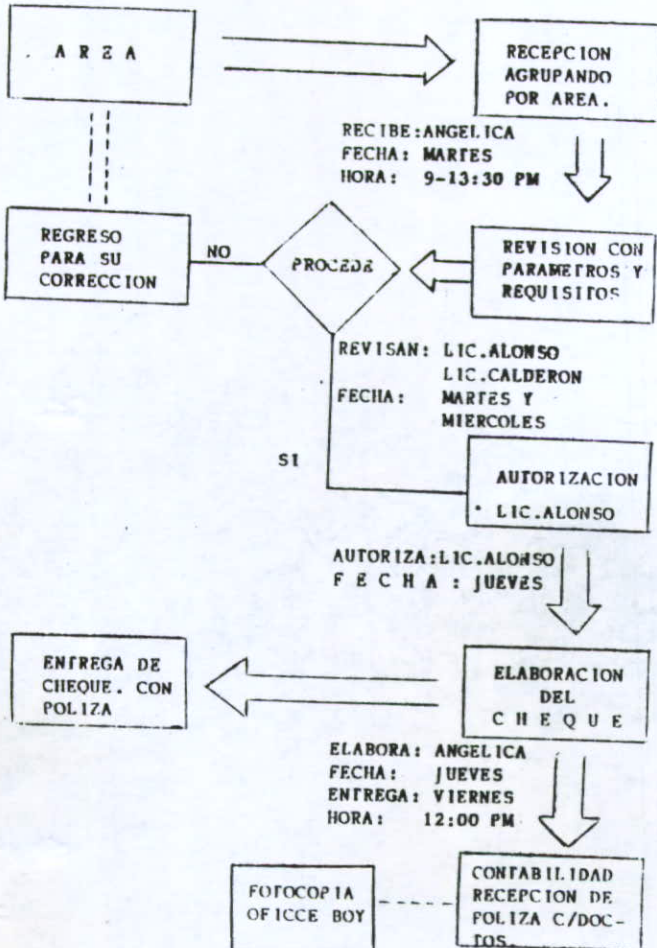 A R E A
RECEPCION
AGRUPANDO
POR AREA.
RECIBE:ANGELICA
FECHA: MARTES
HORA: 9-13:30 PM
REGRESO
PARA SU
CORRECCION
NO
PROCEDE
REVISION CON
PARAMETROS Y
REQUISITOS
REVISAN: LIC.ALONSO
LIC.CALDERON
FECHA: MARTES Y
MIERCOLES
SI
AUTORIZACION
LIC.ALONSO
AUTORIZA:LIC.ALONSO
F E C H A : JUEVES
ENTREGA DE
CHEQUE. CON
POLIZA
ELABORACION
DEL
C H E Q U E
ELABORA: ANGELICA
FECHA: JUEVES
ENTREGA: VIERNES
HORA: 12:00 PM
FOTOCOPIA
OFICCE BOY
CONTABILIDAD
RECEPCION DE
POLIZA C/DOC-
TOS.